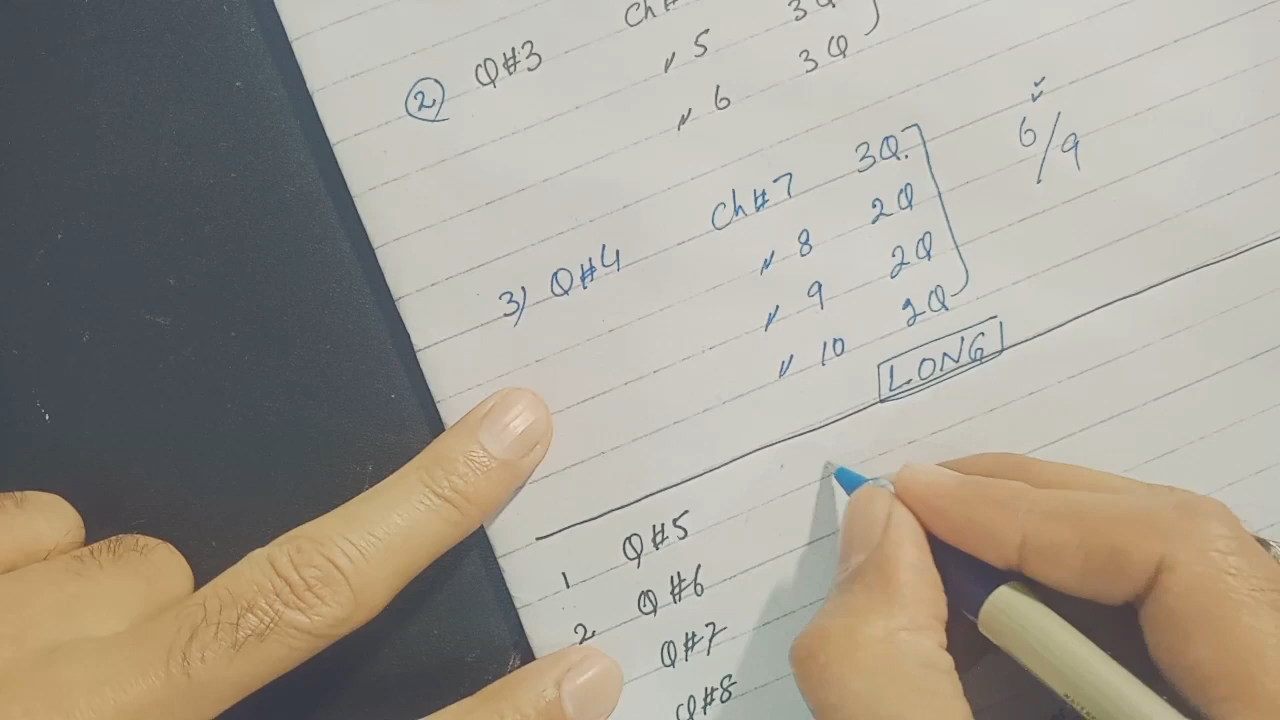 Ch# 3Q
2 Q#3 〃 5 3Q
〃 6
3) Q#4 Ch#7 3Q. 6/9
〃 8 2Q
〃 9 2Q
〃 10 2Q
LONG
1 Q#5
2 Q#6
Q#7
Q#8